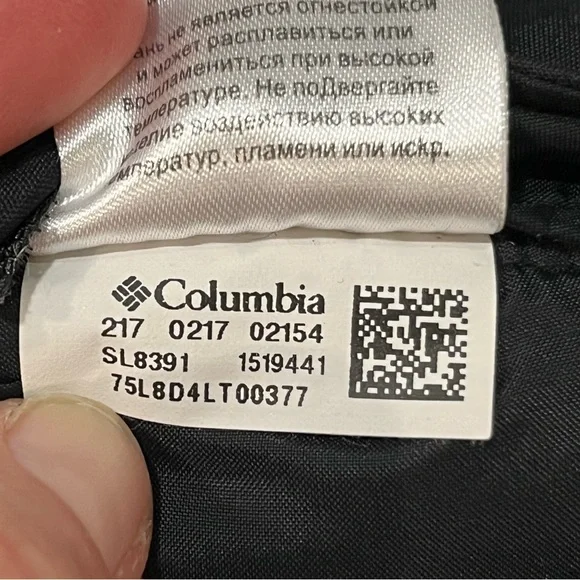 не является огнестойкой
и может расплавиться или
воспламениться при высокой
температуре. Не поДвергайте
воздействию высоких
температур, пламени или искр.
Columbia
217 0217 02154
SL8391 1519441
75L8D4LT00377